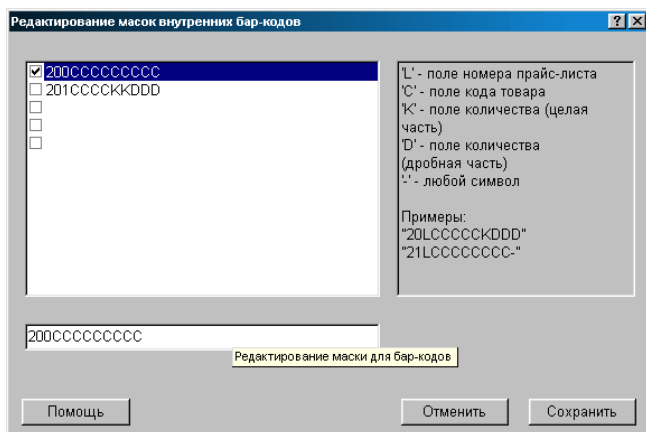 Редактирование масок внутренних бар-кодов
200CCCCCCCCC
201CCCCKKDDD
'L' - поле номера прайс-листа
'C' - поле кода товара
'K' - поле количества (целая
часть)
'D' - поле количества
(дробная часть)
'-' - любой символ
Примеры:
"20LCCCCCKDDD"
"21LCCCCCCCC-"
200CCCCCCCCC
Редактирование маски для бар-кодов
Помощь
Отменить
Сохранить